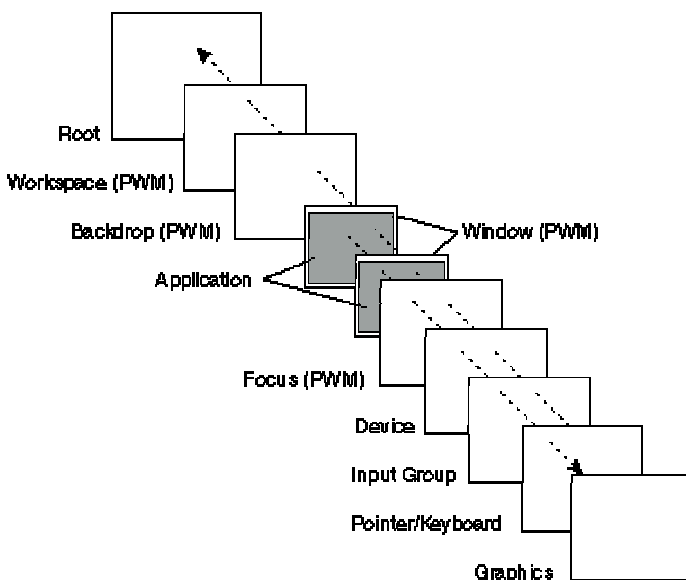 Root
Workspace (PWM)
Backdrop (PWM)
Window (PWM)
Application
Focus (PWM)
Device
Input Group
Pointer/Keyboard
Graphics